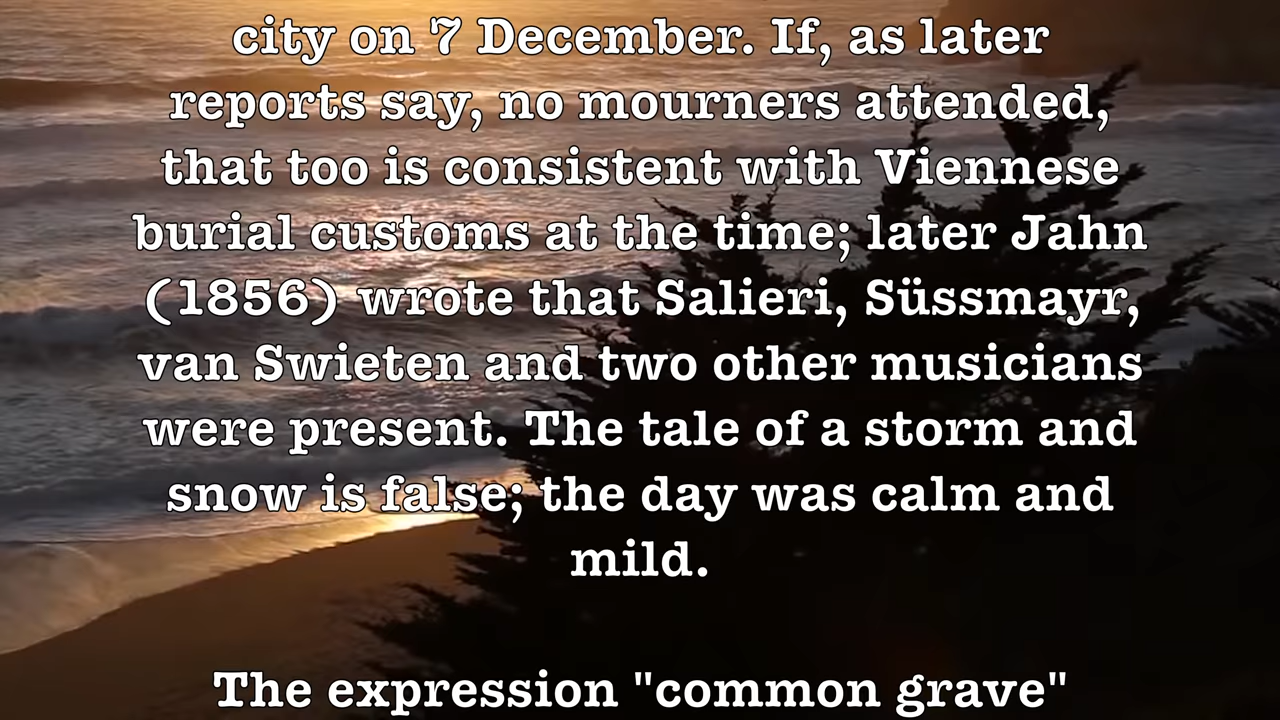 city on 7 December. If, as later
reports say, no mourners attended,
that too is consistent with Viennese
burial customs at the time; later Jahn
(1856) wrote that Salieri, Süssmayr,
van Swieten and two other musicians
were present. The tale of a storm and
snow is false; the day was calm and
mild.
The expression "common grave"